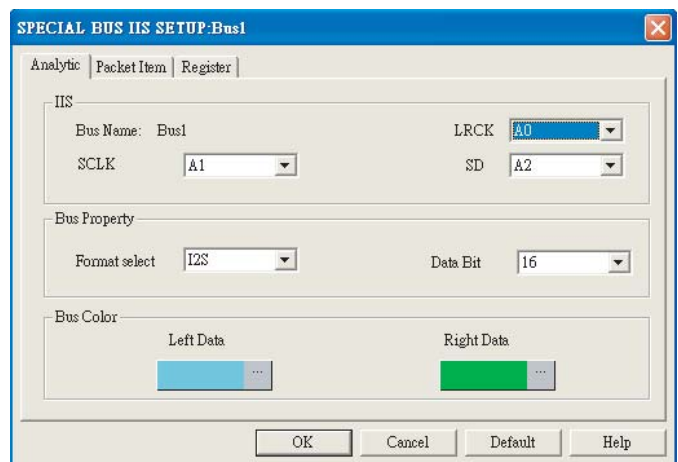 SPECIAL BUS IIS SETUP:Bus1
Analytic Packet Item Register
IIS
Bus Name: Bus1 LRCK A0
SCLK A1 SD A2
Bus Property
Format select I2S Data Bit 16
Bus Color
Left Data Right Data
... ...
OK Cancel Default Help